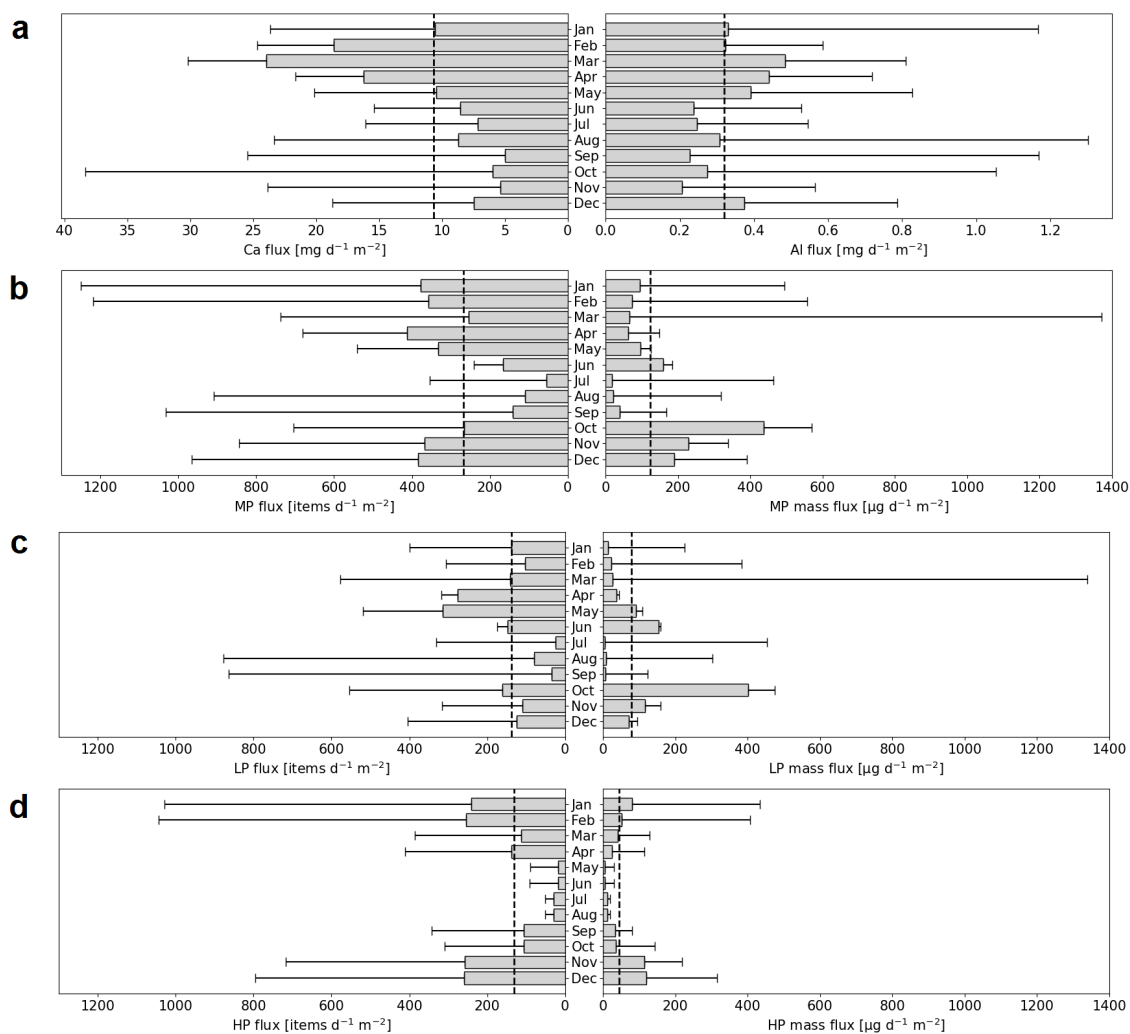 a
Jan
Feb
Mar
Apr
May
Jun
Jul
Aug
Sep
Oct
Nov
Dec
40 35 30 25 20 15 10 5 0
0.0 0.2 0.4 0.6 0.8 1.0 1.2
Ca flux [mg d⁻¹ m⁻²]
Al flux [mg d⁻¹ m⁻²]
b
Jan
Feb
Mar
Apr
May
Jun
Jul
Aug
Sep
Oct
Nov
Dec
1200 1000 800 600 400 200 0
0 200 400 600 800 1000 1200 1400
MP flux [items d⁻¹ m⁻²]
MP mass flux [µg d⁻¹ m⁻²]
c
Jan
Feb
Mar
Apr
May
Jun
Jul
Aug
Sep
Oct
Nov
Dec
1200 1000 800 600 400 200 0
0 200 400 600 800 1000 1200 1400
LP flux [items d⁻¹ m⁻²]
LP mass flux [µg d⁻¹ m⁻²]
d
Jan
Feb
Mar
Apr
May
Jun
Jul
Aug
Sep
Oct
Nov
Dec
1200 1000 800 600 400 200 0
0 200 400 600 800 1000 1200 1400
HP flux [items d⁻¹ m⁻²]
HP mass flux [µg d⁻¹ m⁻²]